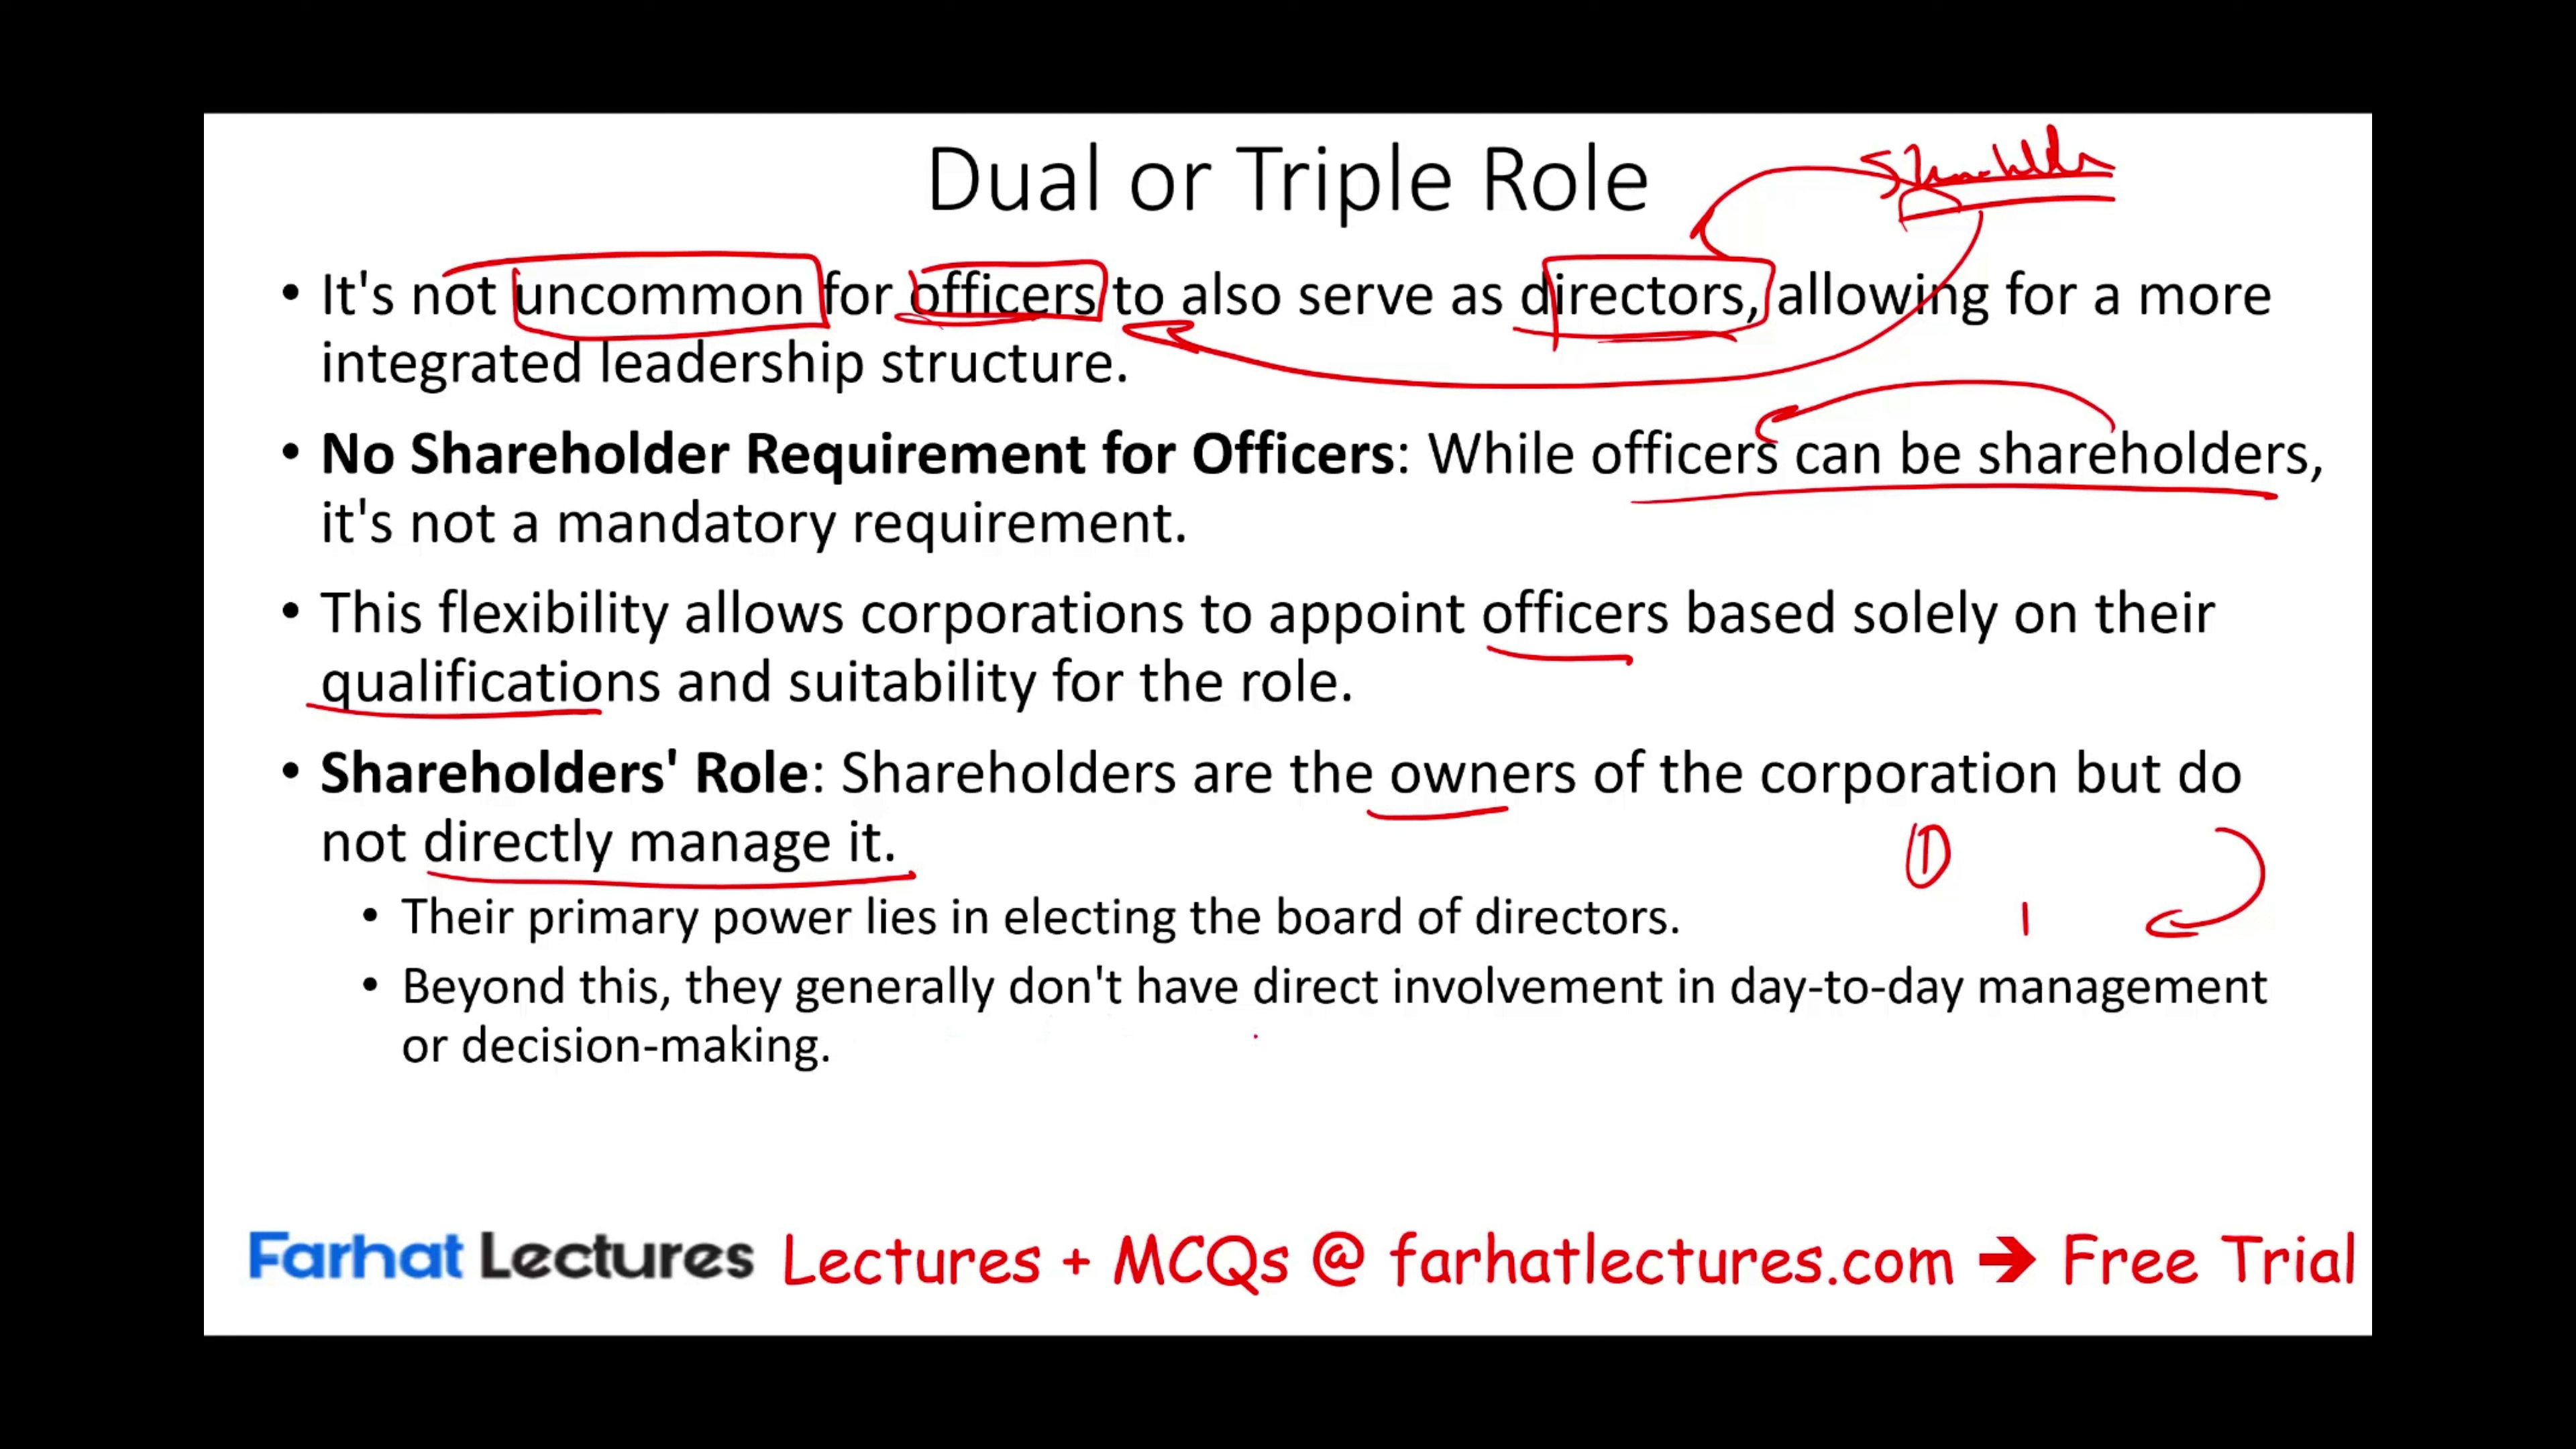 Dual or Triple Role
Shareholder
• It's not uncommon for officers to also serve as directors, allowing for a more
integrated leadership structure.
• No Shareholder Requirement for Officers: While officers can be shareholders,
it's not a mandatory requirement.
• This flexibility allows corporations to appoint officers based solely on their
qualifications and suitability for the role.
• Shareholders' Role: Shareholders are the owners of the corporation but do
not directly manage it.
1
• Their primary power lies in electing the board of directors.
• Beyond this, they generally don't have direct involvement in day-to-day management
or decision-making.
Farhat Lectures Lectures + MCQs @ farhatlectures.com → Free Trial